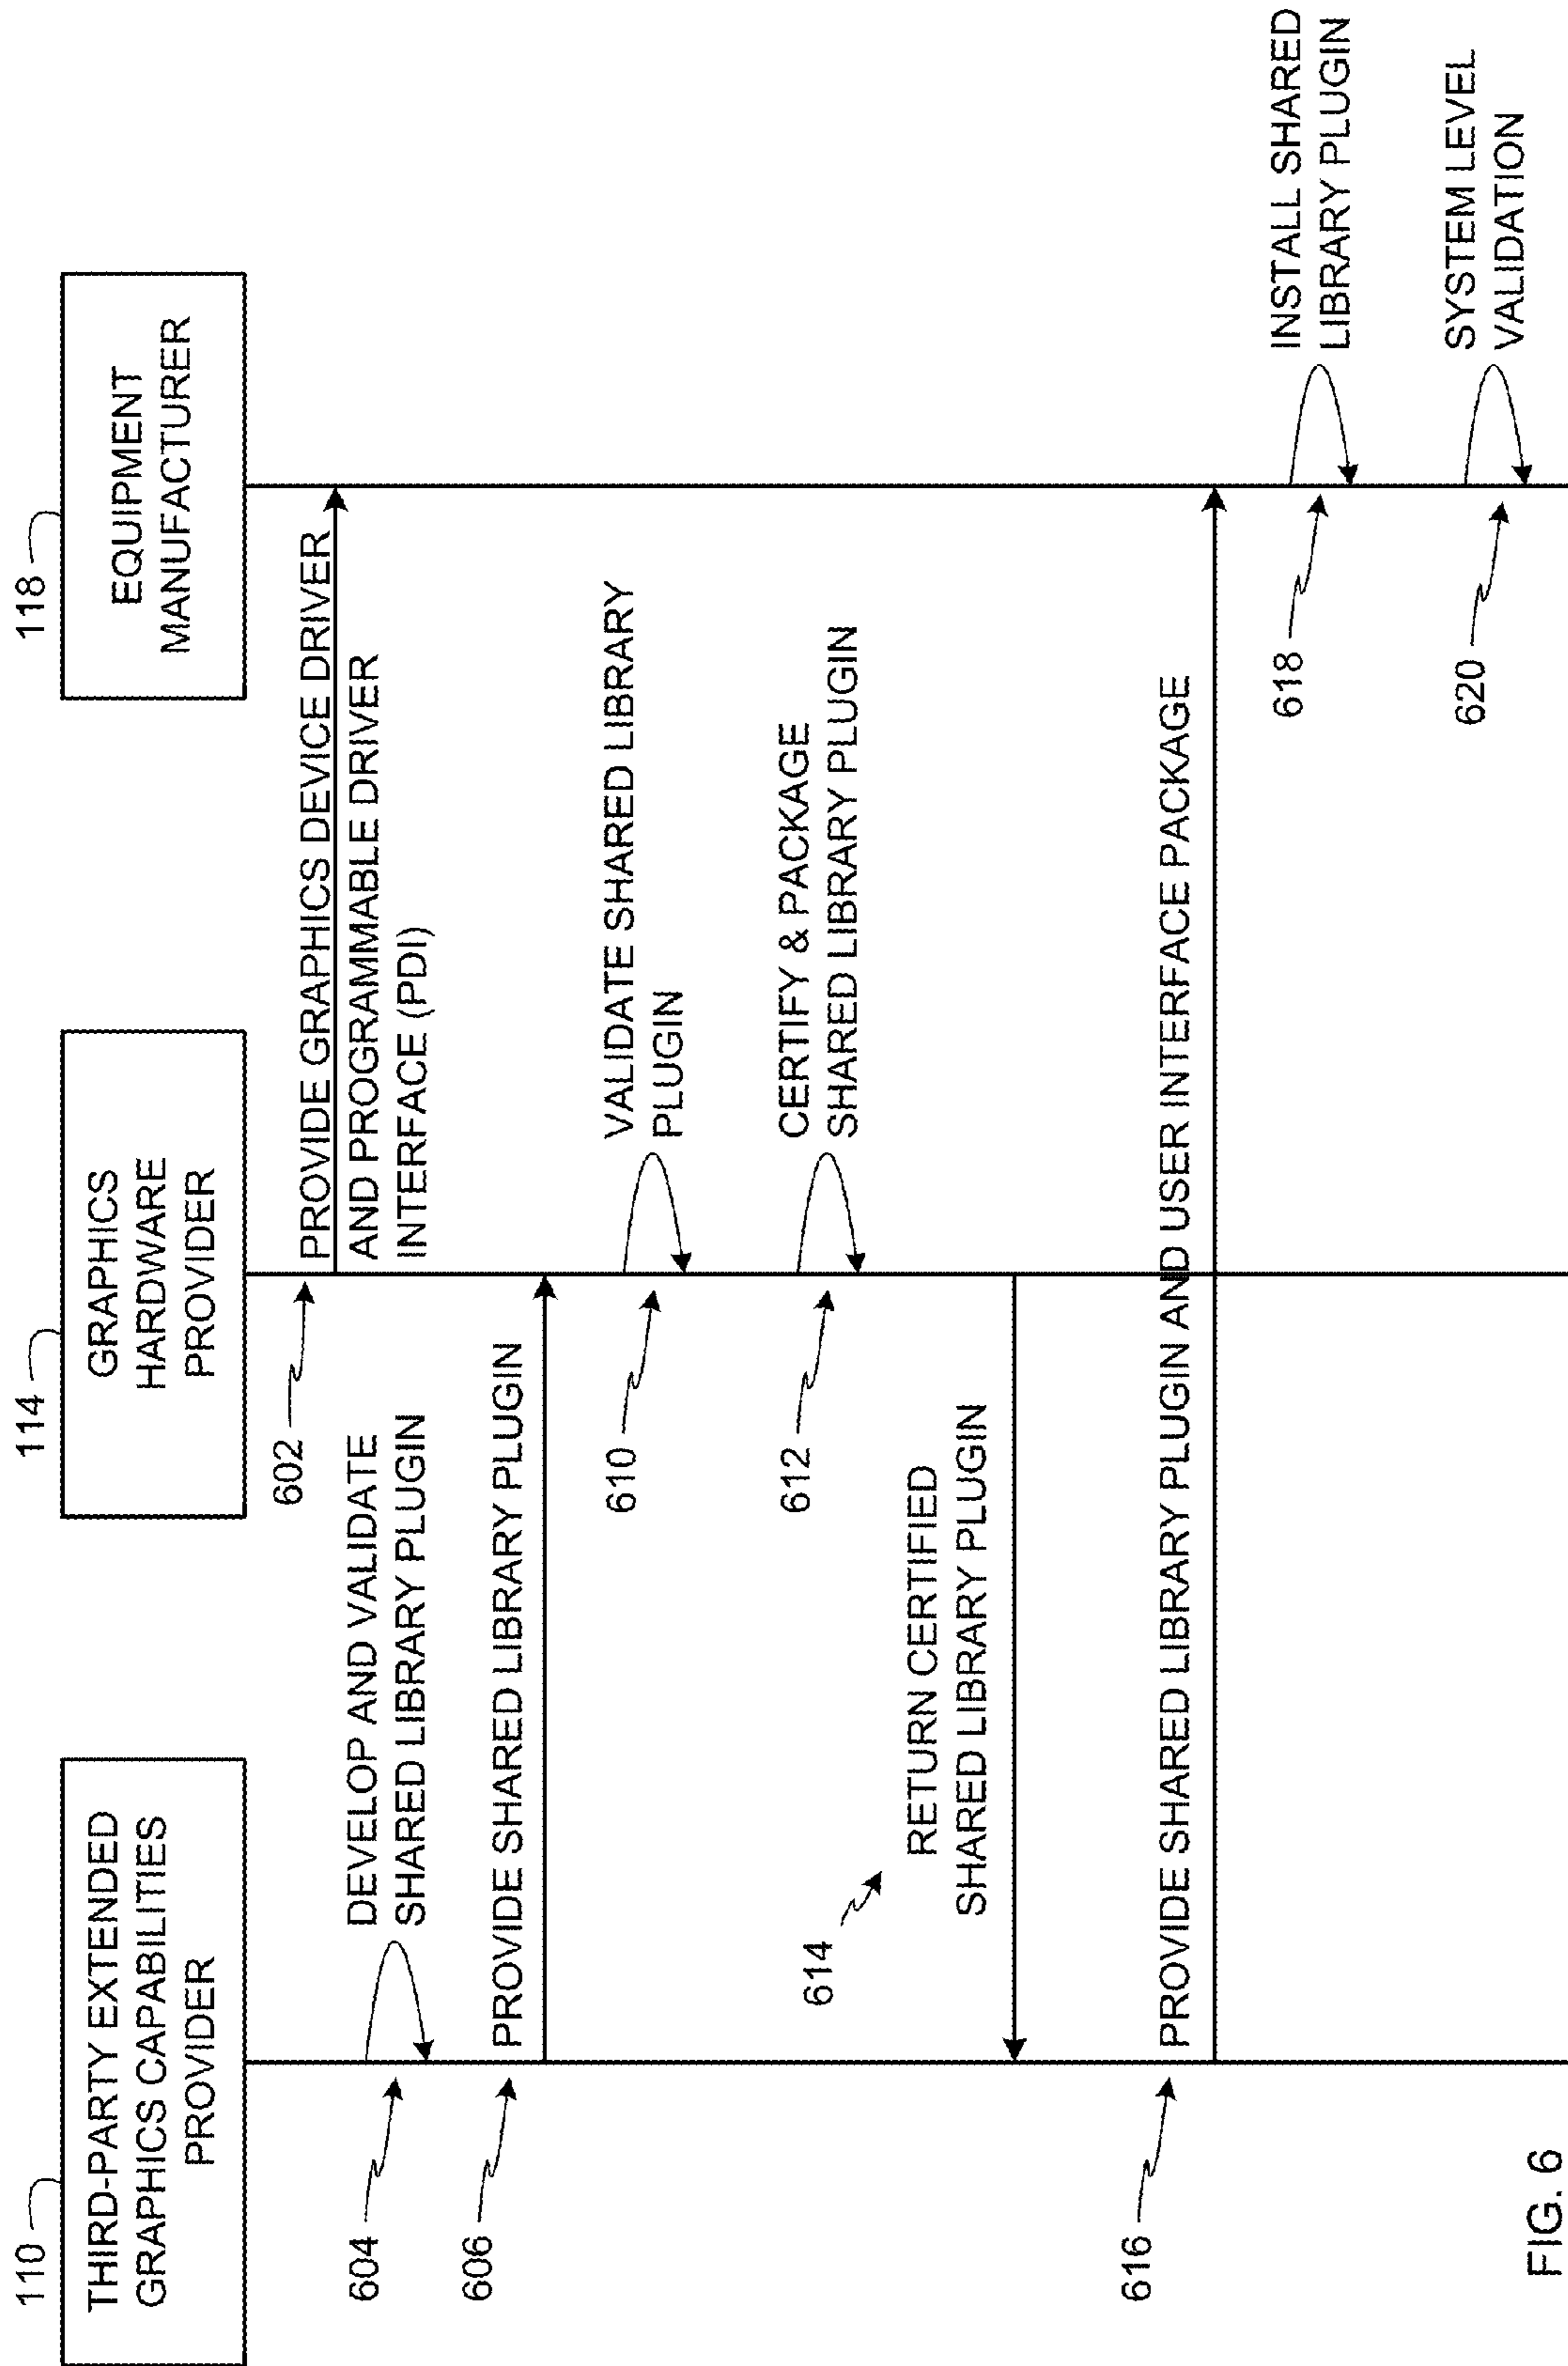 110
THIRD-PARTY EXTENDED
GRAPHICS CAPABILITIES
PROVIDER
114
GRAPHICS
HARDWARE
PROVIDER
118
EQUIPMENT
MANUFACTURER
602
PROVIDE GRAPHICS DEVICE DRIVER
AND PROGRAMMABLE DRIVER
INTERFACE (PDI)
604
DEVELOP AND VALIDATE
SHARED LIBRARY PLUGIN
606
PROVIDE SHARED LIBRARY PLUGIN
610
VALIDATE SHARED LIBRARY
PLUGIN
612
CERTIFY & PACKAGE
SHARED LIBRARY PLUGIN
614
RETURN CERTIFIED
SHARED LIBRARY PLUGIN
616
PROVIDE SHARED LIBRARY PLUGIN AND USER INTERFACE PACKAGE
618
INSTALL SHARED
LIBRARY PLUGIN
620
SYSTEM LEVEL
VALIDATION
FIG. 6